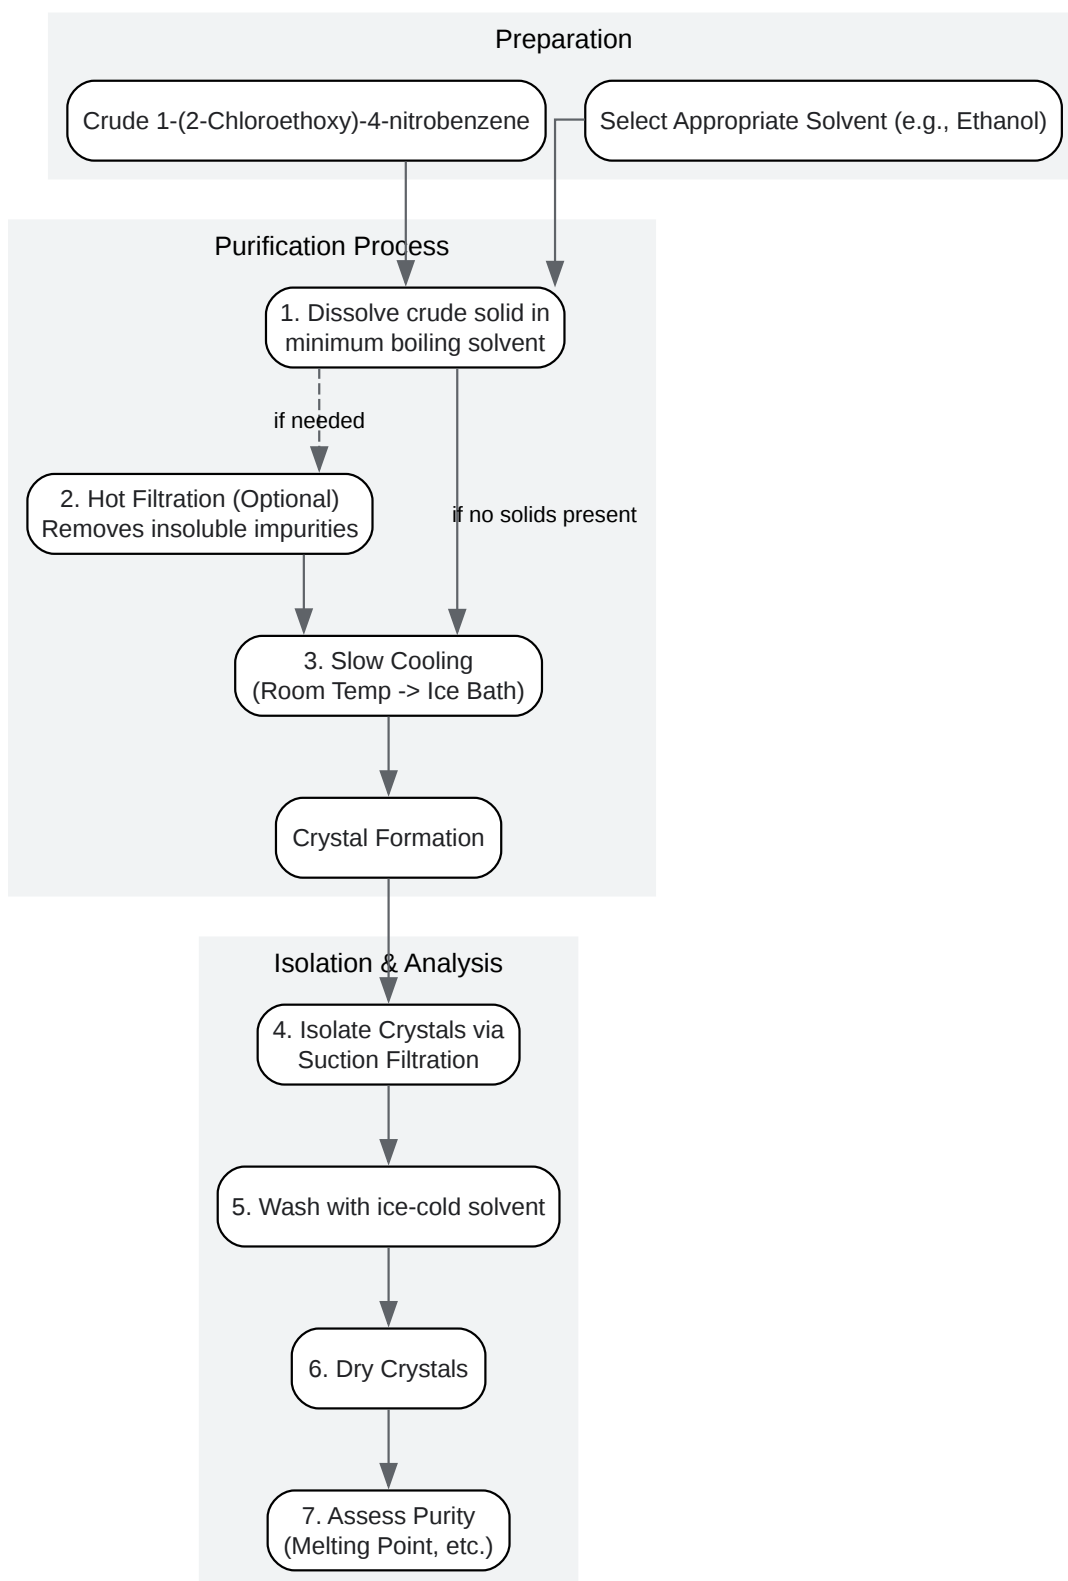 Preparation
Crude 1-(2-Chloroethoxy)-4-nitrobenzene
Select Appropriate Solvent (e.g., Ethanol)
Purification Process
1. Dissolve crude solid in
minimum boiling solvent
if needed
2. Hot Filtration (Optional)
Removes insoluble impurities
if no solids present
3. Slow Cooling
(Room Temp -> Ice Bath)
Crystal Formation
Isolation & Analysis
4. Isolate Crystals via
Suction Filtration
5. Wash with ice-cold solvent
6. Dry Crystals
7. Assess Purity
(Melting Point, etc.)